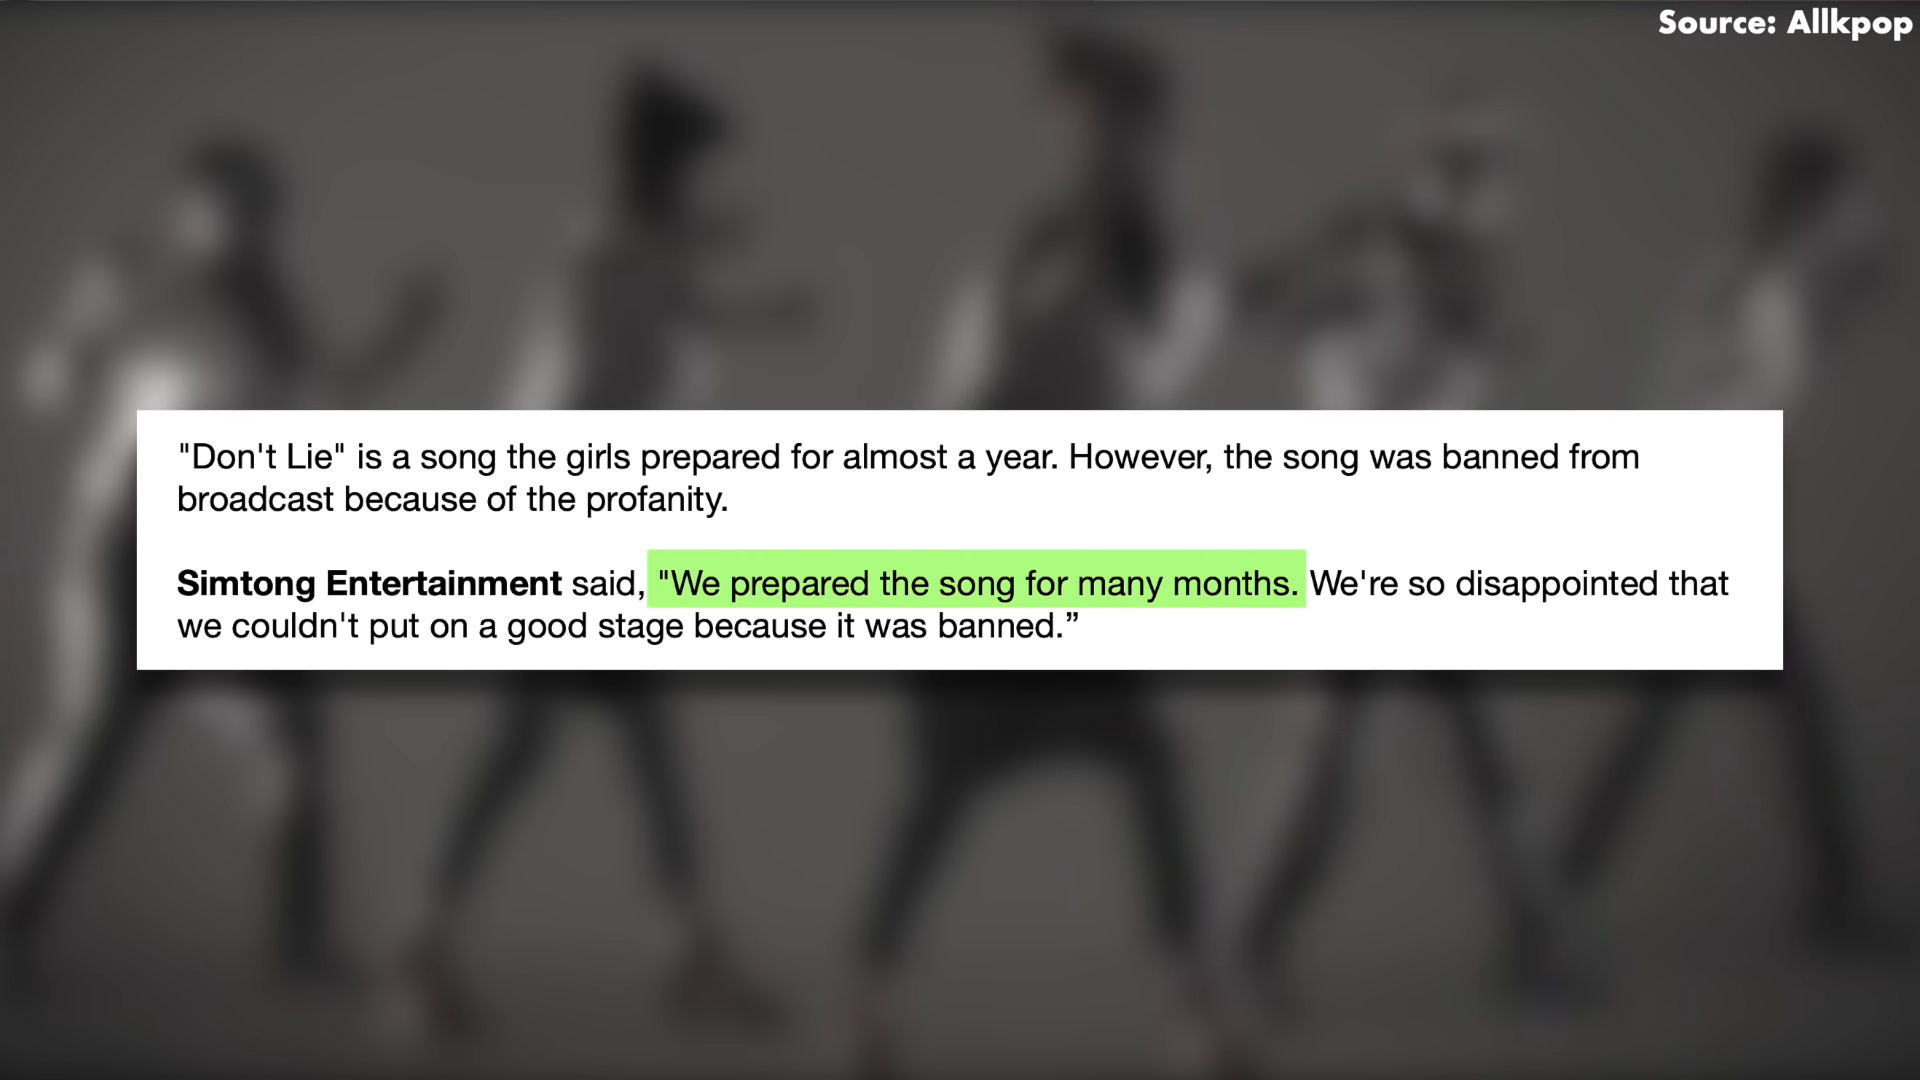 Source: Allkpop
"Don't Lie" is a song the girls prepared for almost a year. However, the song was banned from
broadcast because of the profanity.
Simtong Entertainment said, "We prepared the song for many months. We're so disappointed that
we couldn't put on a good stage because it was banned.”